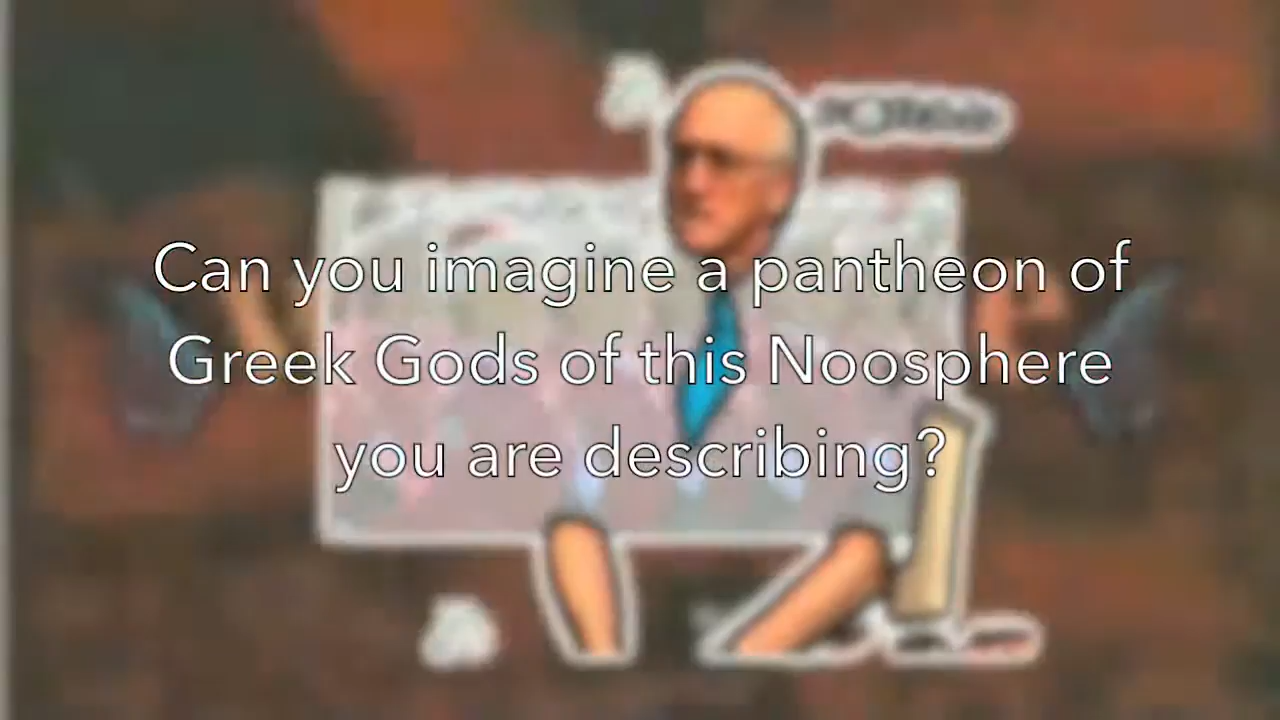 Can you imagine a pantheon of
Greek Gods of this Noosphere
you are describing?